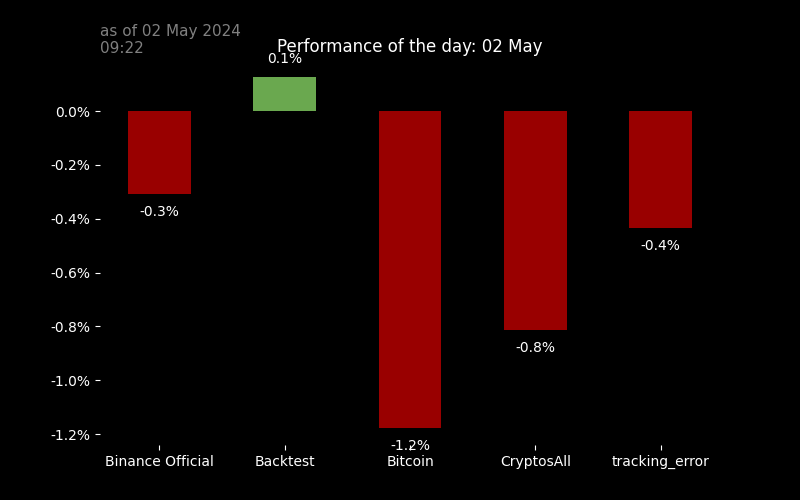 as of 02 May 2024
09:22
Performance of the day: 02 May
0.1%
0.0%
-0.2%
-0.4%
-0.6%
-0.8%
-1.0%
-1.2%
-0.3%
-1.2%
-0.8%
-0.4%
Binance Official
Backtest
Bitcoin
CryptosAll
tracking_error